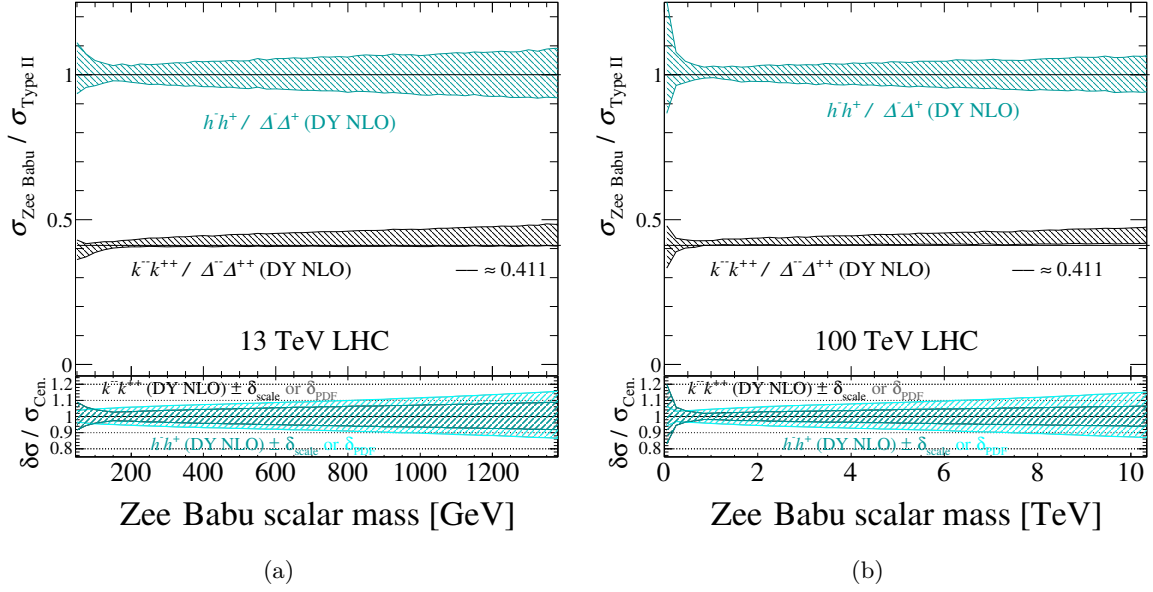 σ_Zee Babu / σ_Type II
1
0.5
0
h⁻h⁺ / Δ⁻Δ⁺ (DY NLO)
k⁻⁻k⁺⁺ / Δ⁻⁻Δ⁺⁺ (DY NLO)
— ≈ 0.411
13 TeV LHC
δσ / σ_Cen.
1.2
1.1
1
0.9
0.8
k⁻⁻k⁺⁺ (DY NLO) ± δ_scale or δ_PDF
h⁻h⁺ (DY NLO) ± δ_scale or δ_PDF
200 400 600 800 1000 1200
Zee Babu scalar mass [GeV]
(a)
σ_Zee Babu / σ_Type II
1
0.5
0
h⁻h⁺ / Δ⁻Δ⁺ (DY NLO)
k⁻⁻k⁺⁺ / Δ⁻⁻Δ⁺⁺ (DY NLO)
— ≈ 0.411
100 TeV LHC
δσ / σ_Cen.
1.2
1.1
1
0.9
0.8
k⁻⁻k⁺⁺ (DY NLO) ± δ_scale or δ_PDF
h⁻h⁺ (DY NLO) ± δ_scale or δ_PDF
0 2 4 6 8 10
Zee Babu scalar mass [TeV]
(b)